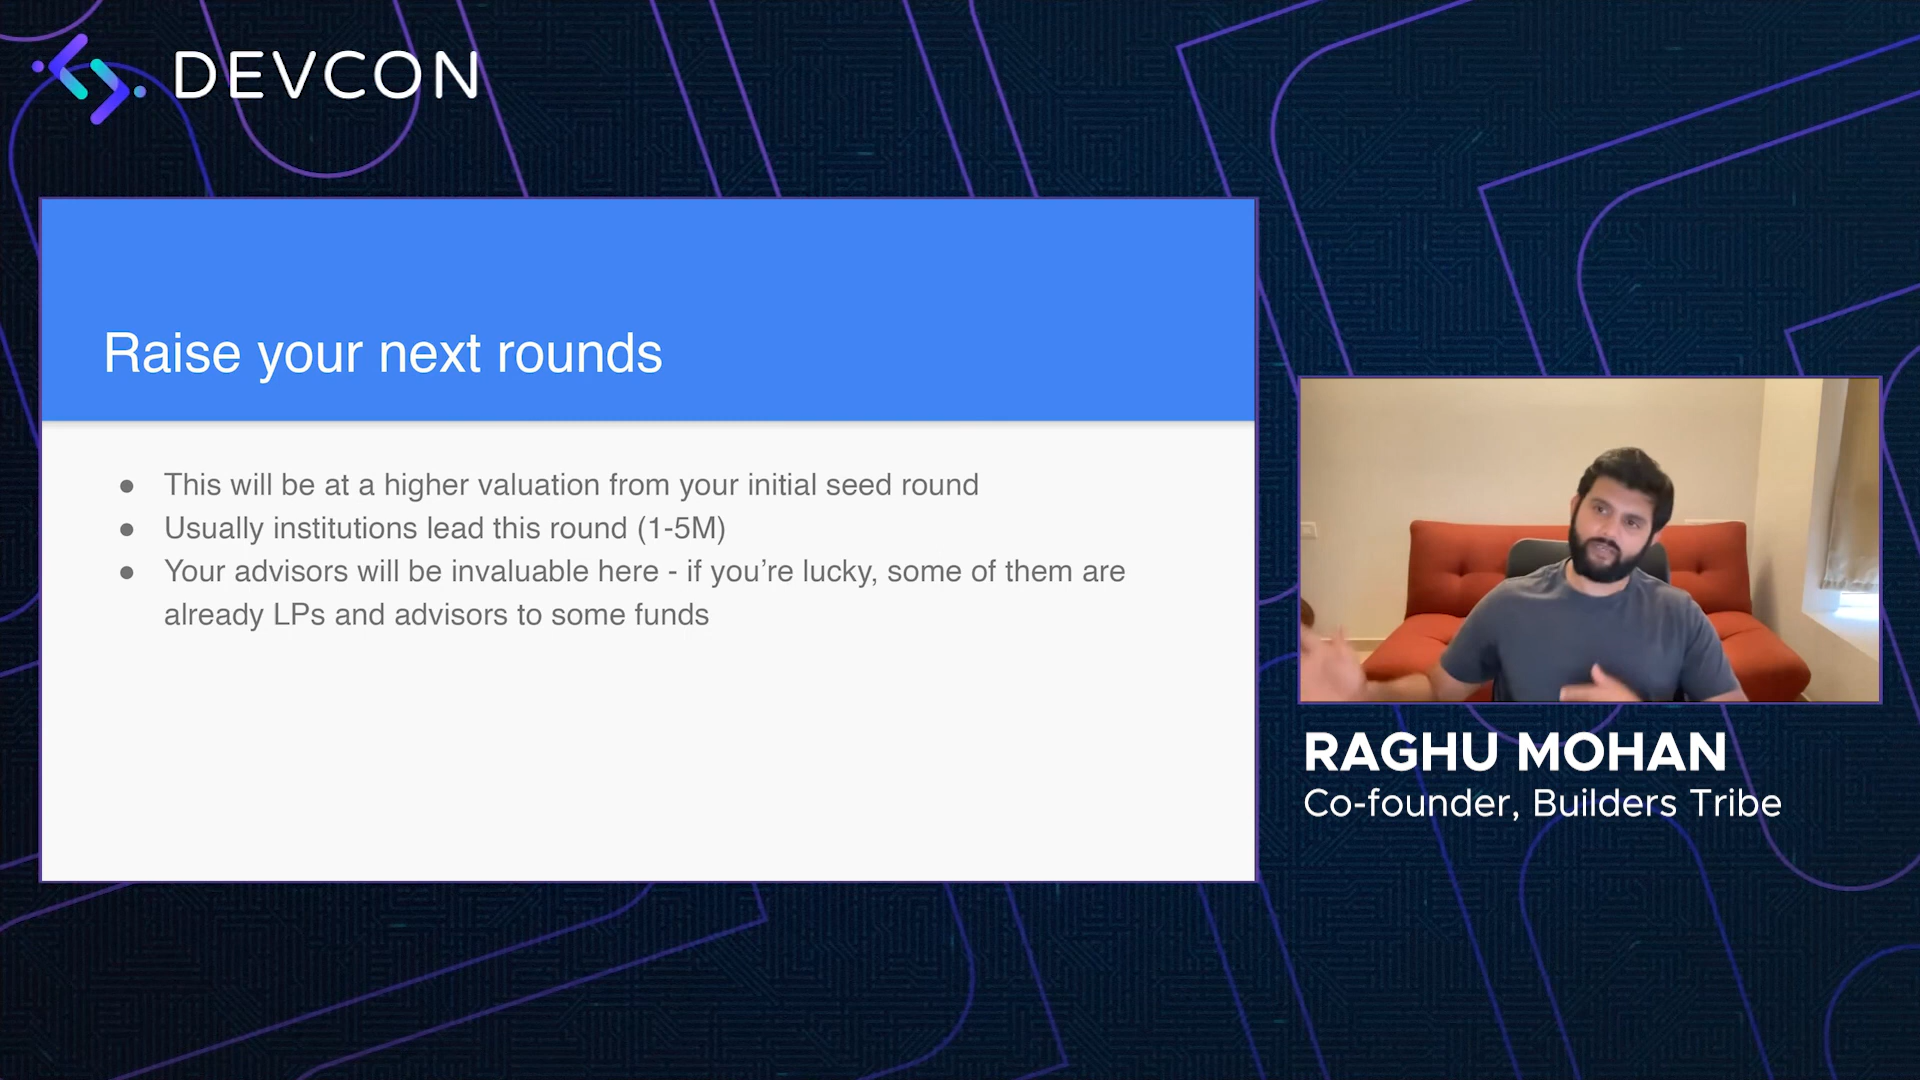 DEVCON
Raise your next rounds
● This will be at a higher valuation from your initial seed round
● Usually institutions lead this round (1-5M)
● Your advisors will be invaluable here - if you’re lucky, some of them are
already LPs and advisors to some funds
RAGHU MOHAN
Co-founder, Builders Tribe